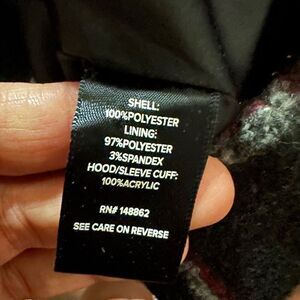 SHELL:
100%POLYESTER
LINING:
97%POLYESTER
3%SPANDEX
HOOD/SLEEVE CUFF:
100%ACRYLIC
RN# 148862
SEE CARE ON REVERSE